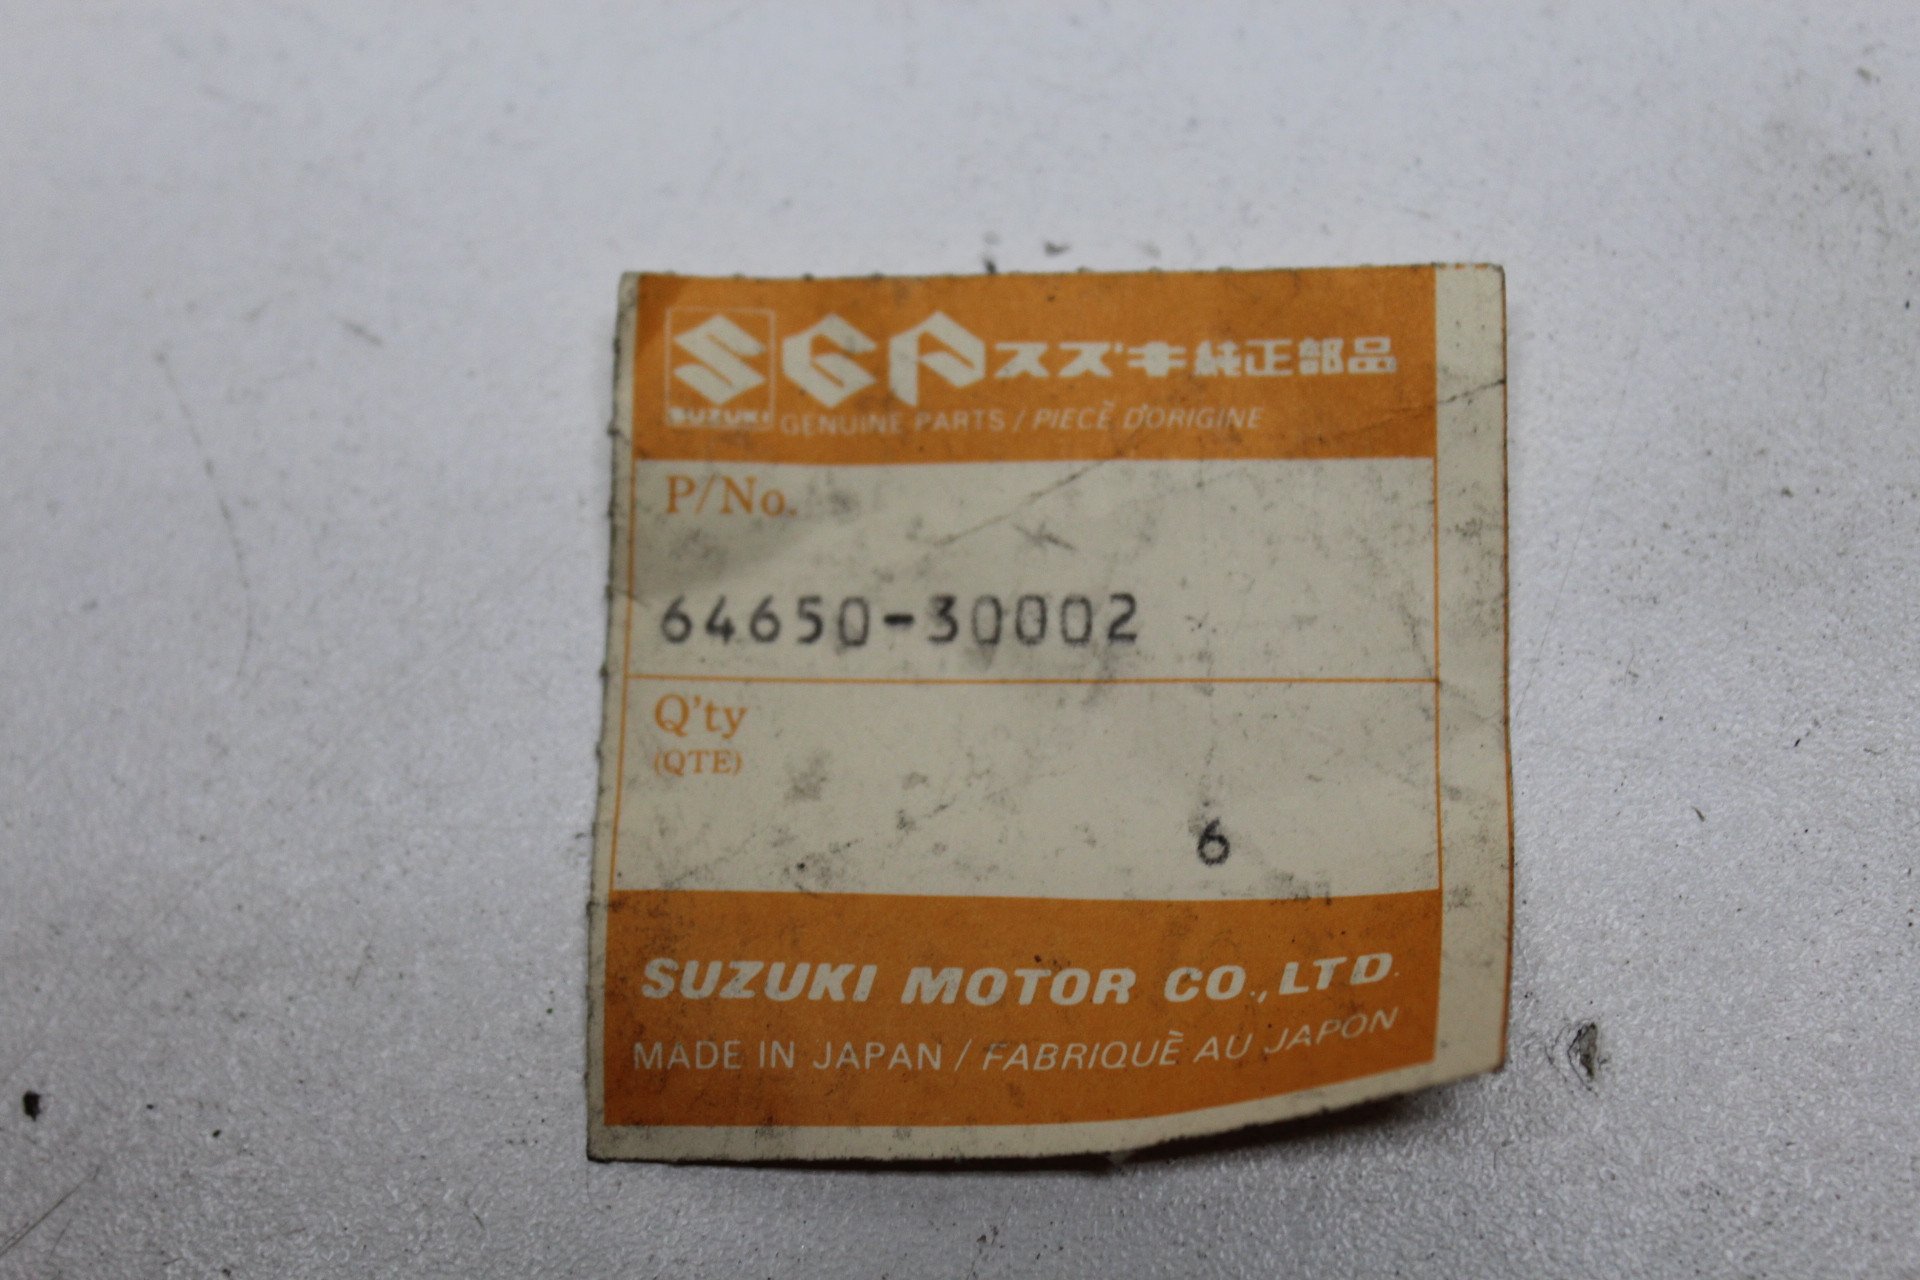 SGP スズキ純正部品
SUZUKI GENUINE PARTS / PIECÈ D'ORIGINE
P/No.
64650-30002
Q'ty
(QTE)
6
SUZUKI MOTOR CO., LTD.
MADE IN JAPAN / FABRIQUÈ AU JAPON